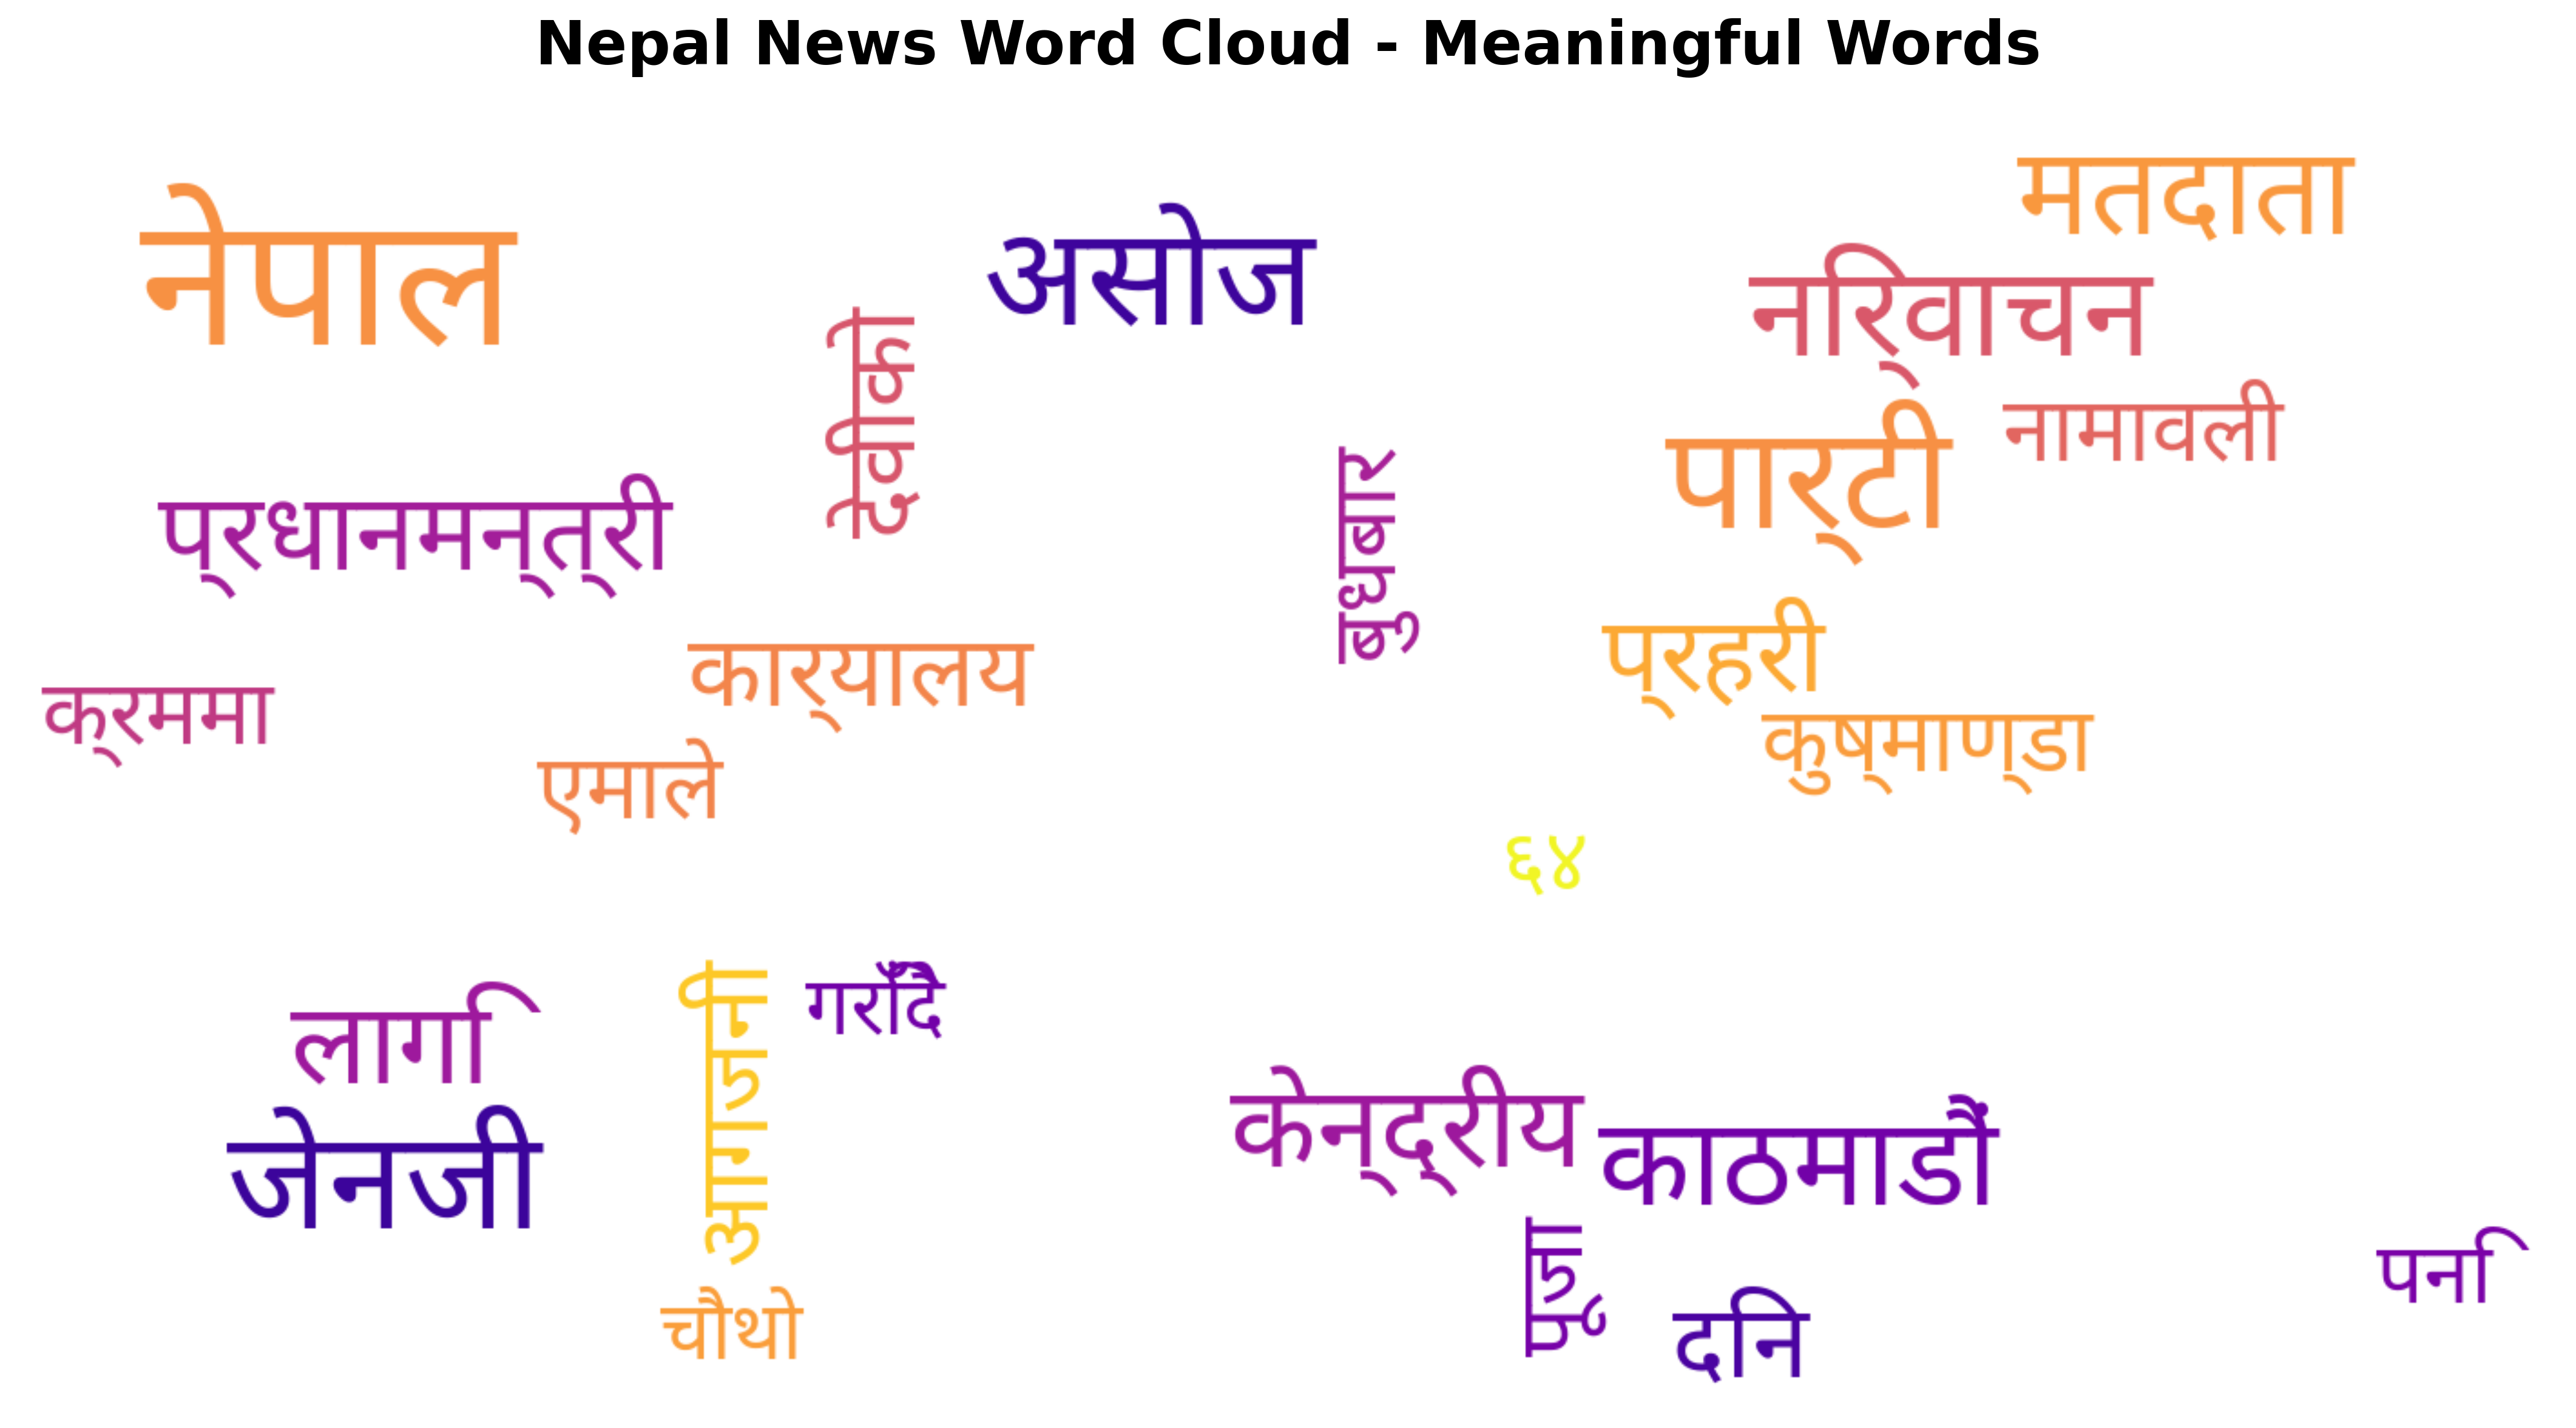 Nepal News Word Cloud - Meaningful Words
मतदाता
नेपाल
असोज
निर्वाचन
देवीको
नामावली
पार्टी
प्रधानमन्त्री
बुधबार
प्रहरी
कार्यालय
क्रममा
कुष्माण्डा
एमाले
६४
लागि
आगजनी
गराउँदै
जेनजी
केन्द्रीय
काठमाडौं
पूजा
पनि
चौथो
दिन